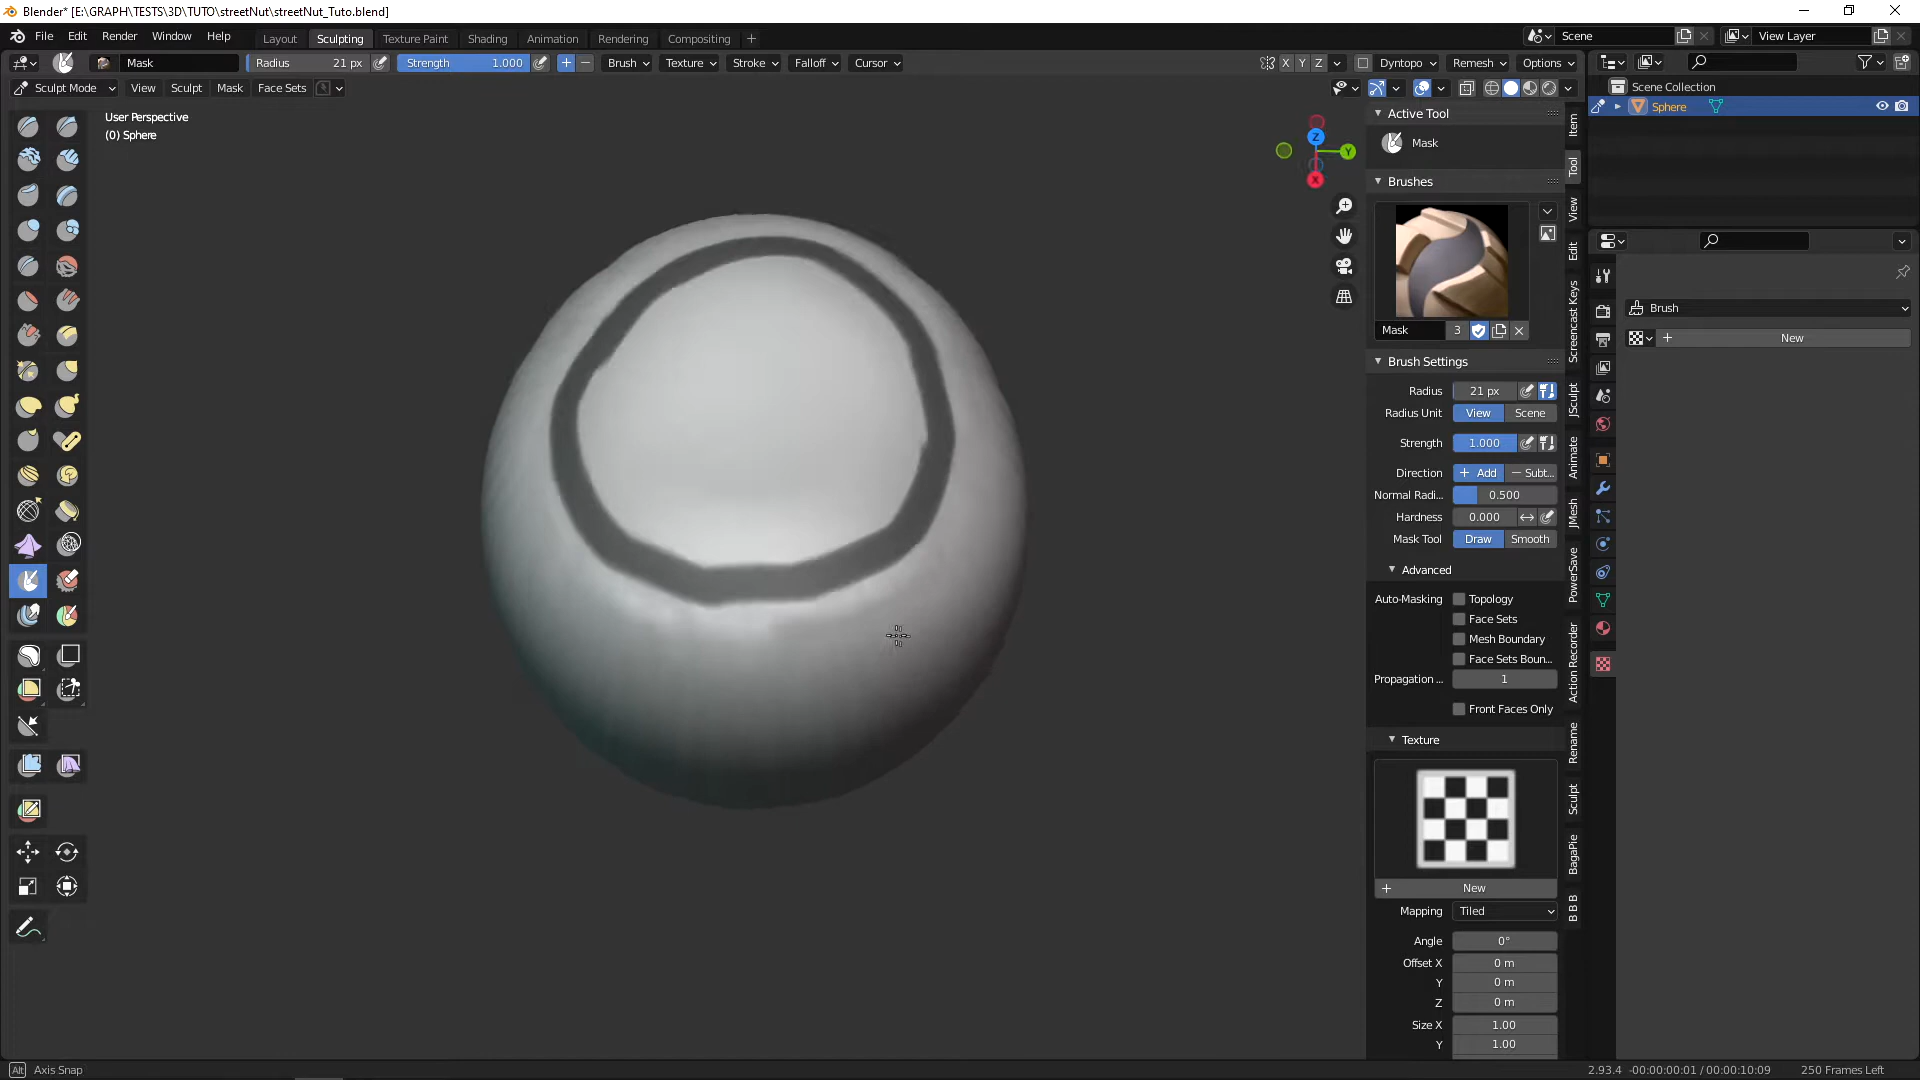 Blender* [E:\GRAPH\TESTS\3D\TUTO\streetNut\streetNut_Tuto.blend]
File Edit Render Window Help Layout Sculpting Texture Paint Shading Animation Rendering Compositing + Scene View Layer
Mask Radius 21 px Strength 1.000 + − Brush Texture Stroke Falloff Cursor X Y Z Dyntopo Remesh Options
Sculpt Mode View Sculpt Mask Face Sets
User Perspective
(0) Sphere
Z
Y
X
Active Tool
Mask
Brushes
Mask 3
Brush Settings
Radius 21 px
Radius Unit View Scene
Strength 1.000
Direction + Add − Subt...
Normal Radi... 0.500
Hardness 0.000
Mask Tool Draw Smooth
Advanced
Auto-Masking Topology
Face Sets
Mesh Boundary
Face Sets Boun...
Propagation ... 1
Front Faces Only
Texture
+ New
Mapping Tiled
Angle 0°
Offset X 0 m
Y 0 m
Z 0 m
Size X 1.00
Y 1.00
Item
Tool
View
Edit
Screencast Keys
JSculpt
Animate
JMesh
PowerSave
Action Recorder
Rename
Sculpt
BagaPie
B B B
Scene Collection
Sphere
Brush
+ New
Alt Axis Snap
2.93.4 -00:00:00:01 / 00:00:10:09 250 Frames Left